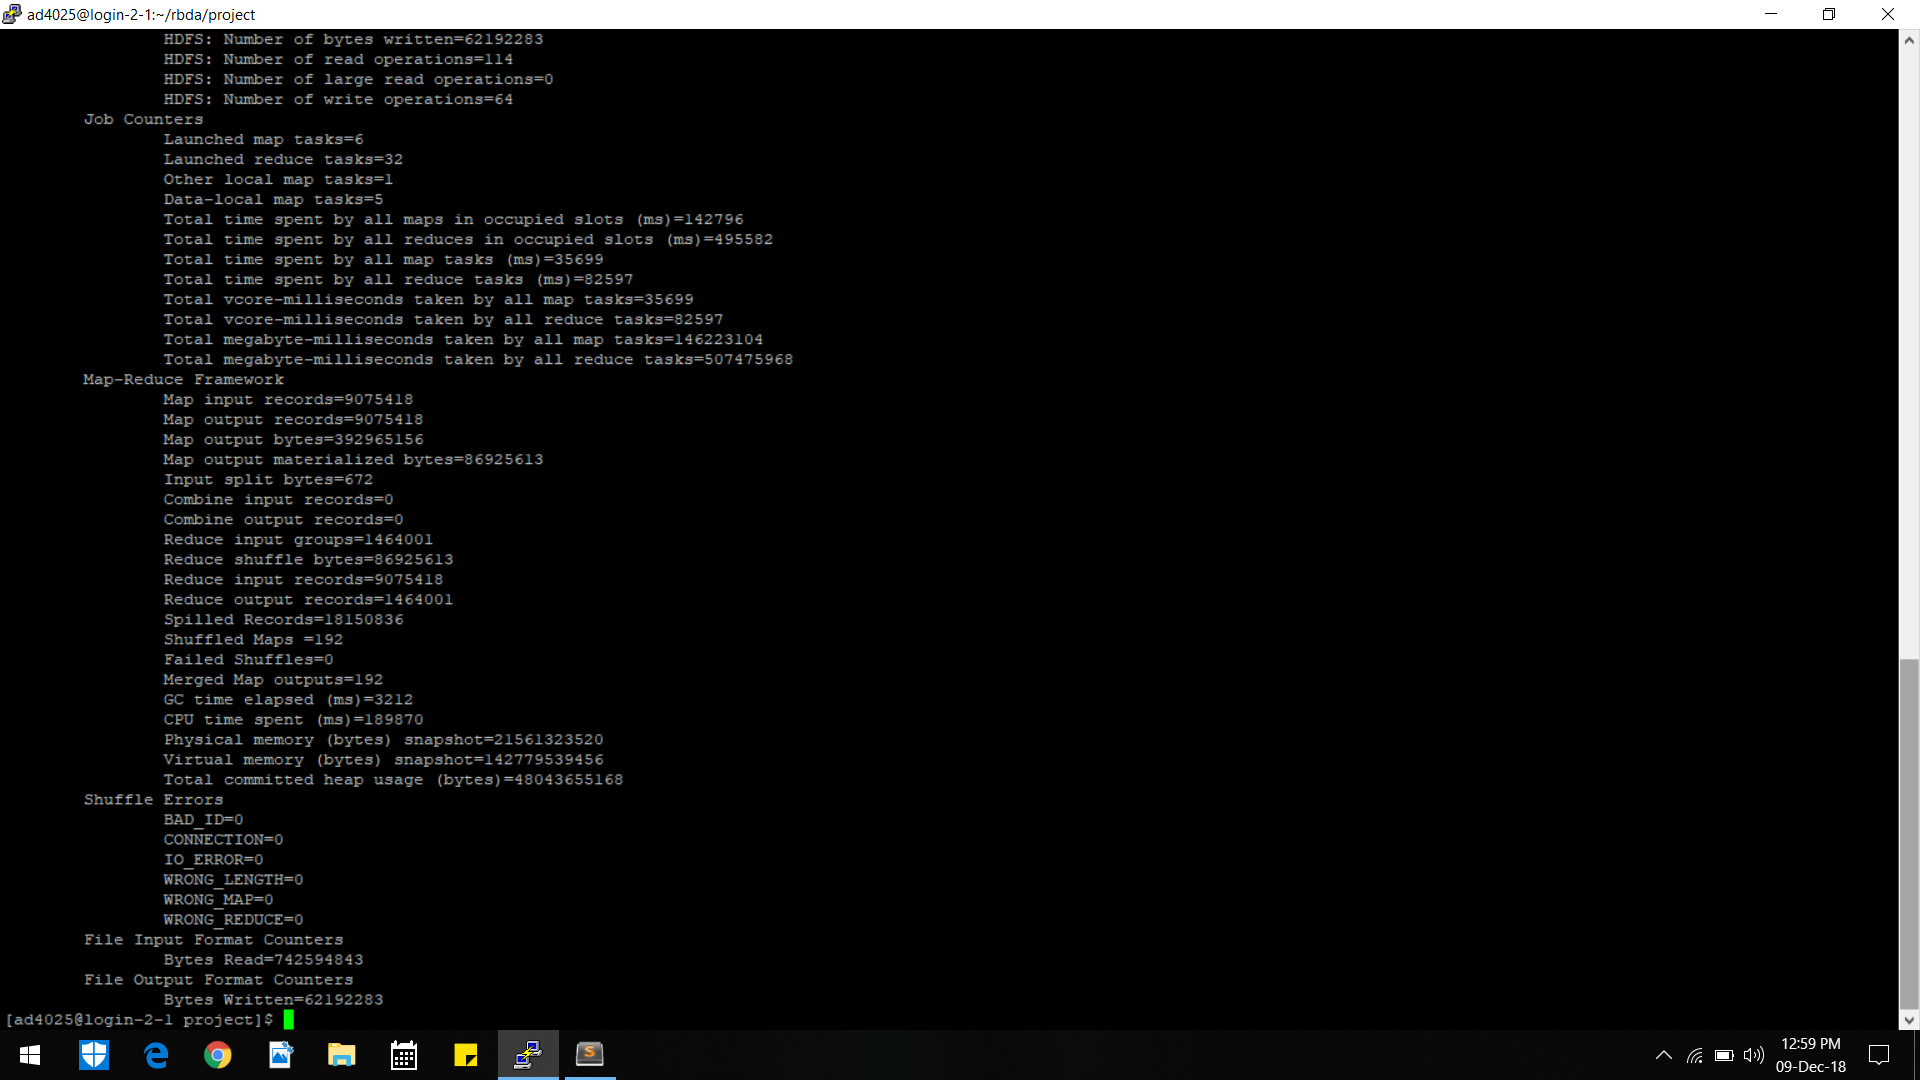 ad4025@login-2-1:~/rbda/project
HDFS: Number of bytes written=62192283
HDFS: Number of read operations=114
HDFS: Number of large read operations=0
HDFS: Number of write operations=64
Job Counters
Launched map tasks=6
Launched reduce tasks=32
Other local map tasks=1
Data-local map tasks=5
Total time spent by all maps in occupied slots (ms)=142796
Total time spent by all reduces in occupied slots (ms)=495582
Total time spent by all map tasks (ms)=35699
Total time spent by all reduce tasks (ms)=82597
Total vcore-milliseconds taken by all map tasks=35699
Total vcore-milliseconds taken by all reduce tasks=82597
Total megabyte-milliseconds taken by all map tasks=146223104
Total megabyte-milliseconds taken by all reduce tasks=507475968
Map-Reduce Framework
Map input records=9075418
Map output records=9075418
Map output bytes=392965156
Map output materialized bytes=86925613
Input split bytes=672
Combine input records=0
Combine output records=0
Reduce input groups=1464001
Reduce shuffle bytes=86925613
Reduce input records=9075418
Reduce output records=1464001
Spilled Records=18150836
Shuffled Maps =192
Failed Shuffles=0
Merged Map outputs=192
GC time elapsed (ms)=3212
CPU time spent (ms)=189870
Physical memory (bytes) snapshot=21561323520
Virtual memory (bytes) snapshot=142779539456
Total committed heap usage (bytes)=48043655168
Shuffle Errors
BAD_ID=0
CONNECTION=0
IO_ERROR=0
WRONG_LENGTH=0
WRONG_MAP=0
WRONG_REDUCE=0
File Input Format Counters
Bytes Read=742594843
File Output Format Counters
Bytes Written=62192283
[ad4025@login-2-1 project]$
12:59 PM
09-Dec-18